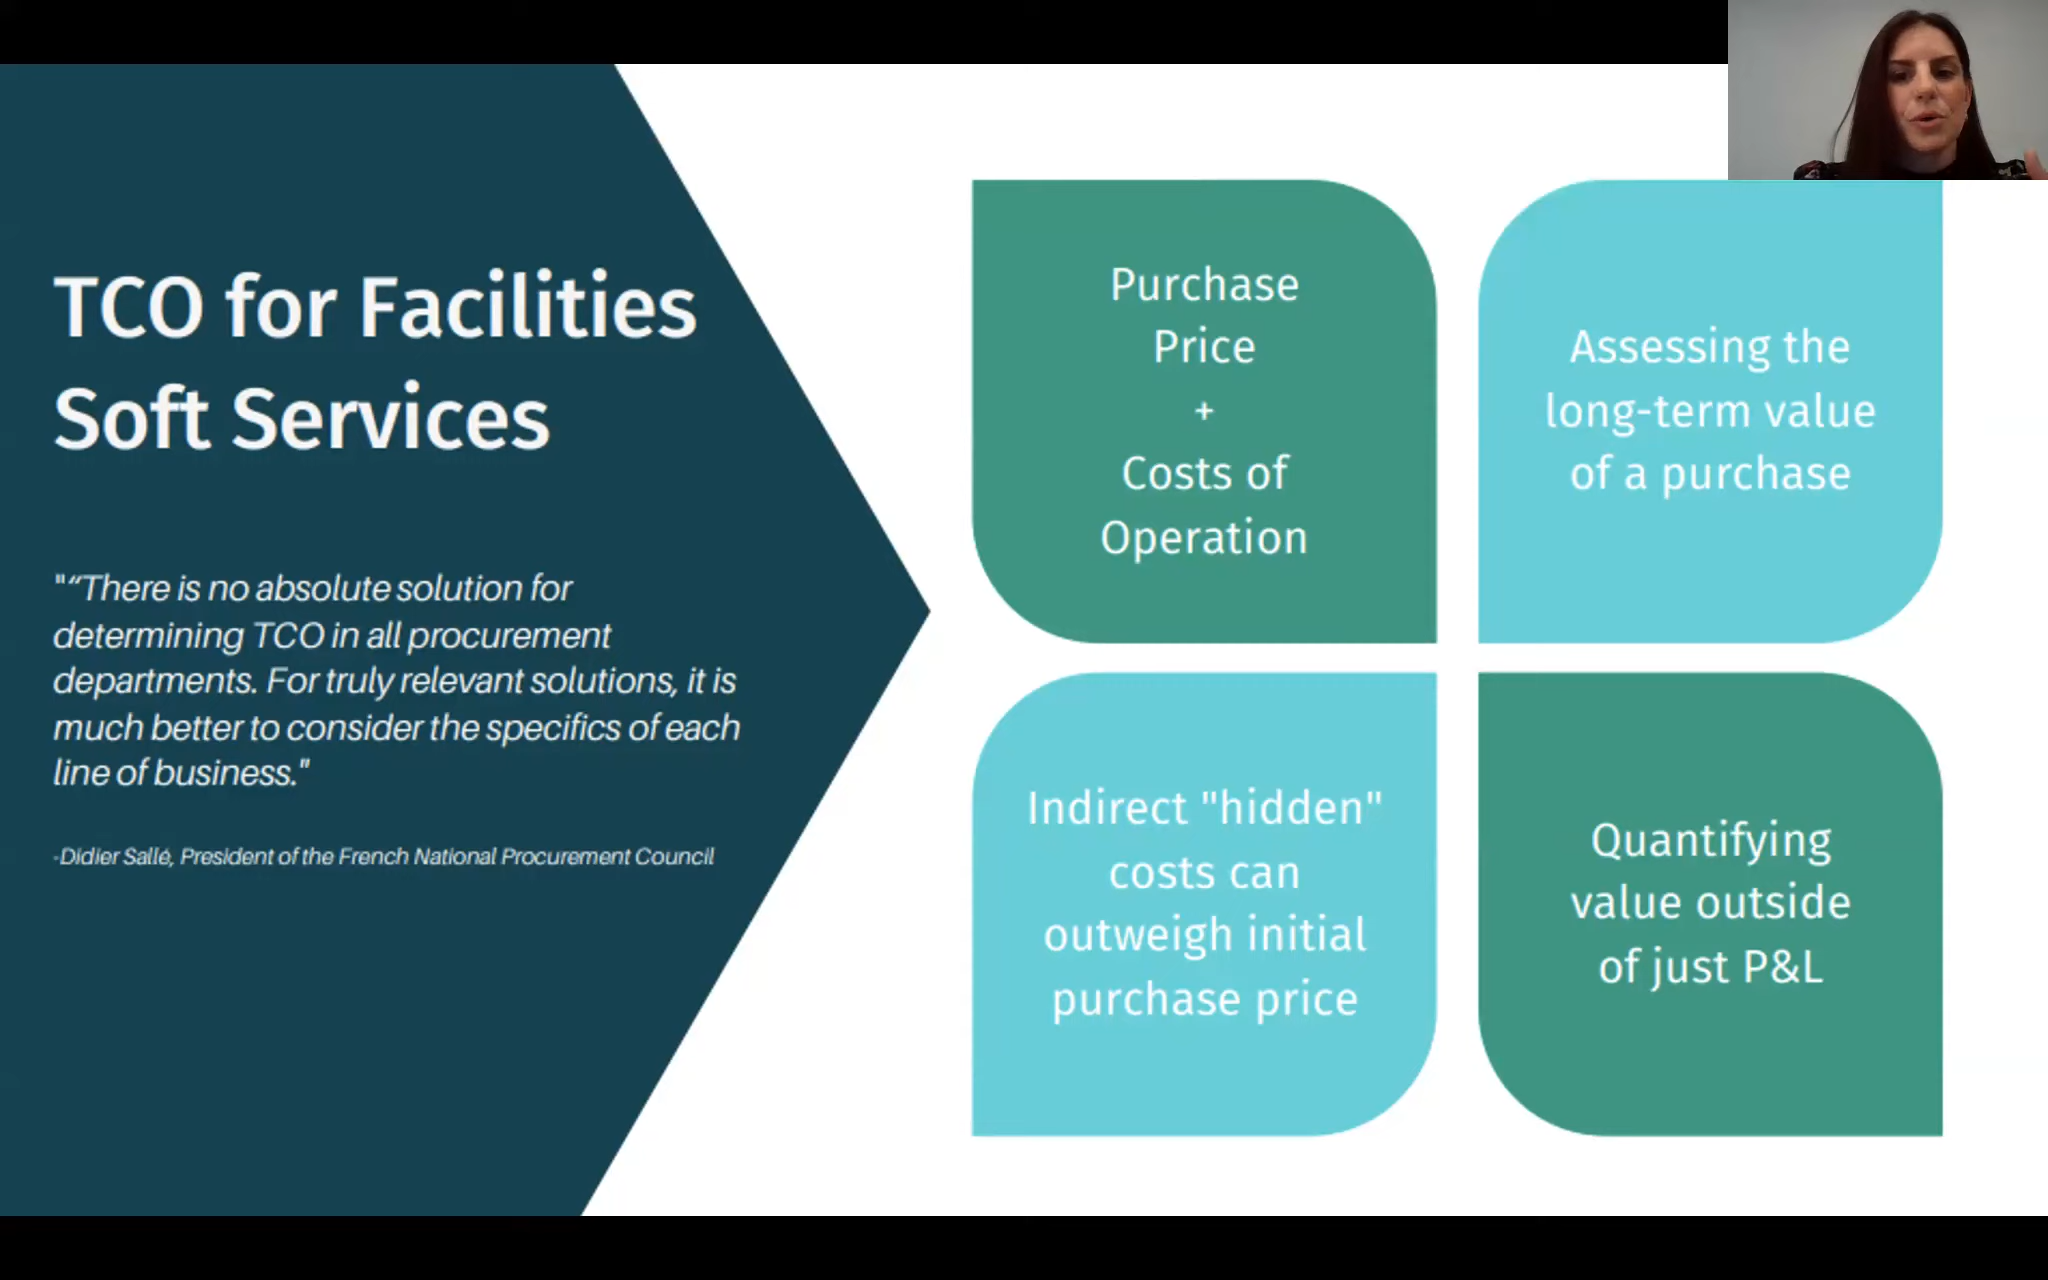 TCO for Facilities
Soft Services
"“There is no absolute solution for
determining TCO in all procurement
departments. For truly relevant solutions, it is
much better to consider the specifics of each
line of business."
-Didier Sallé, President of the French National Procurement Council
Purchase
Price
+
Costs of
Operation
Assessing the
long-term value
of a purchase
Indirect "hidden"
costs can
outweigh initial
purchase price
Quantifying
value outside
of just P&L